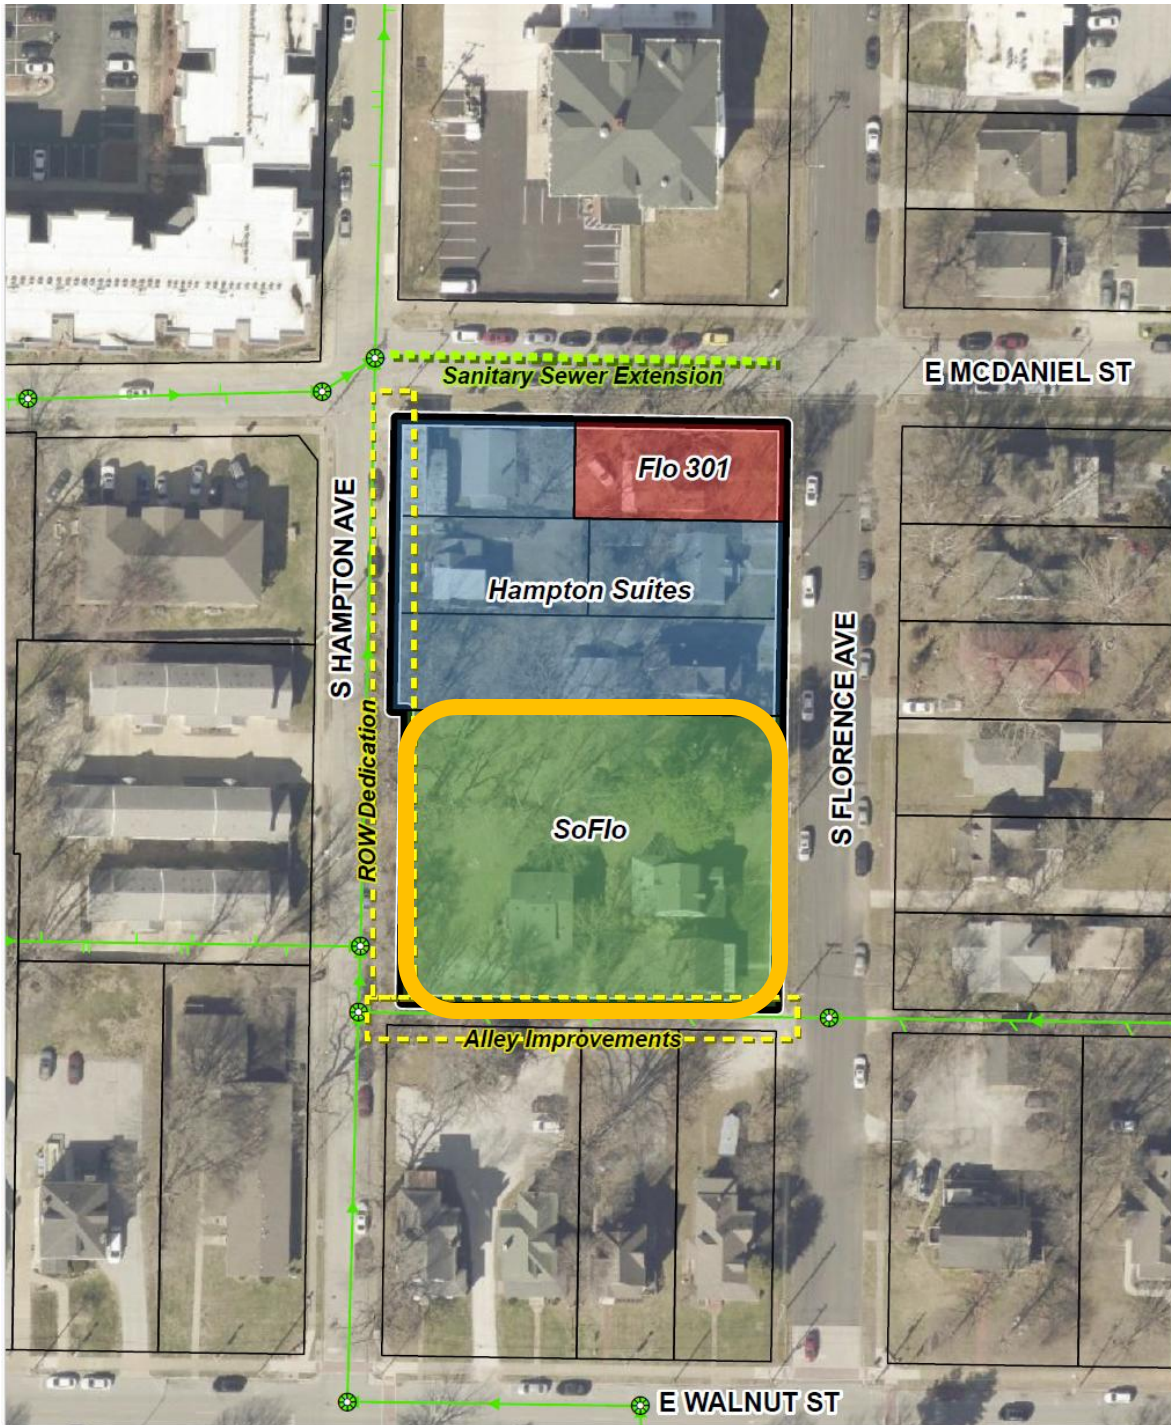 Sanitary Sewer Extension
E MCDANIEL ST
Flo 301
S HAMPTON AVE
Hampton Suites
S FLORENCE AVE
ROW Dedication
SoFlo
Alley Improvements
E WALNUT ST